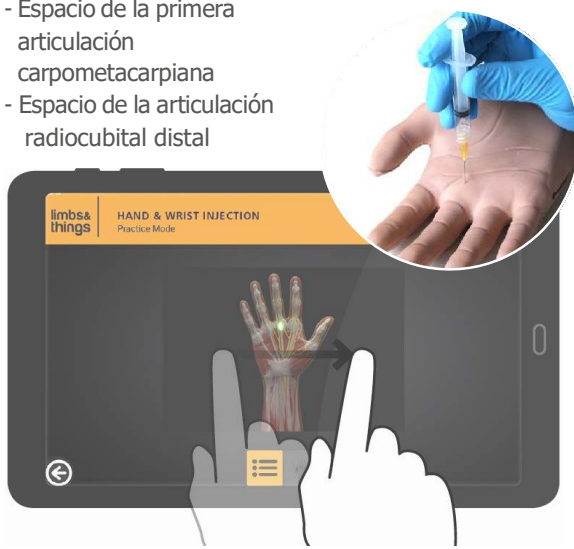 - Espacio de la primera
articulación
carpometacarpiana
- Espacio de la articulación
radiocubital distal
limbs&
things
HAND & WRIST INJECTION
Practice Mode